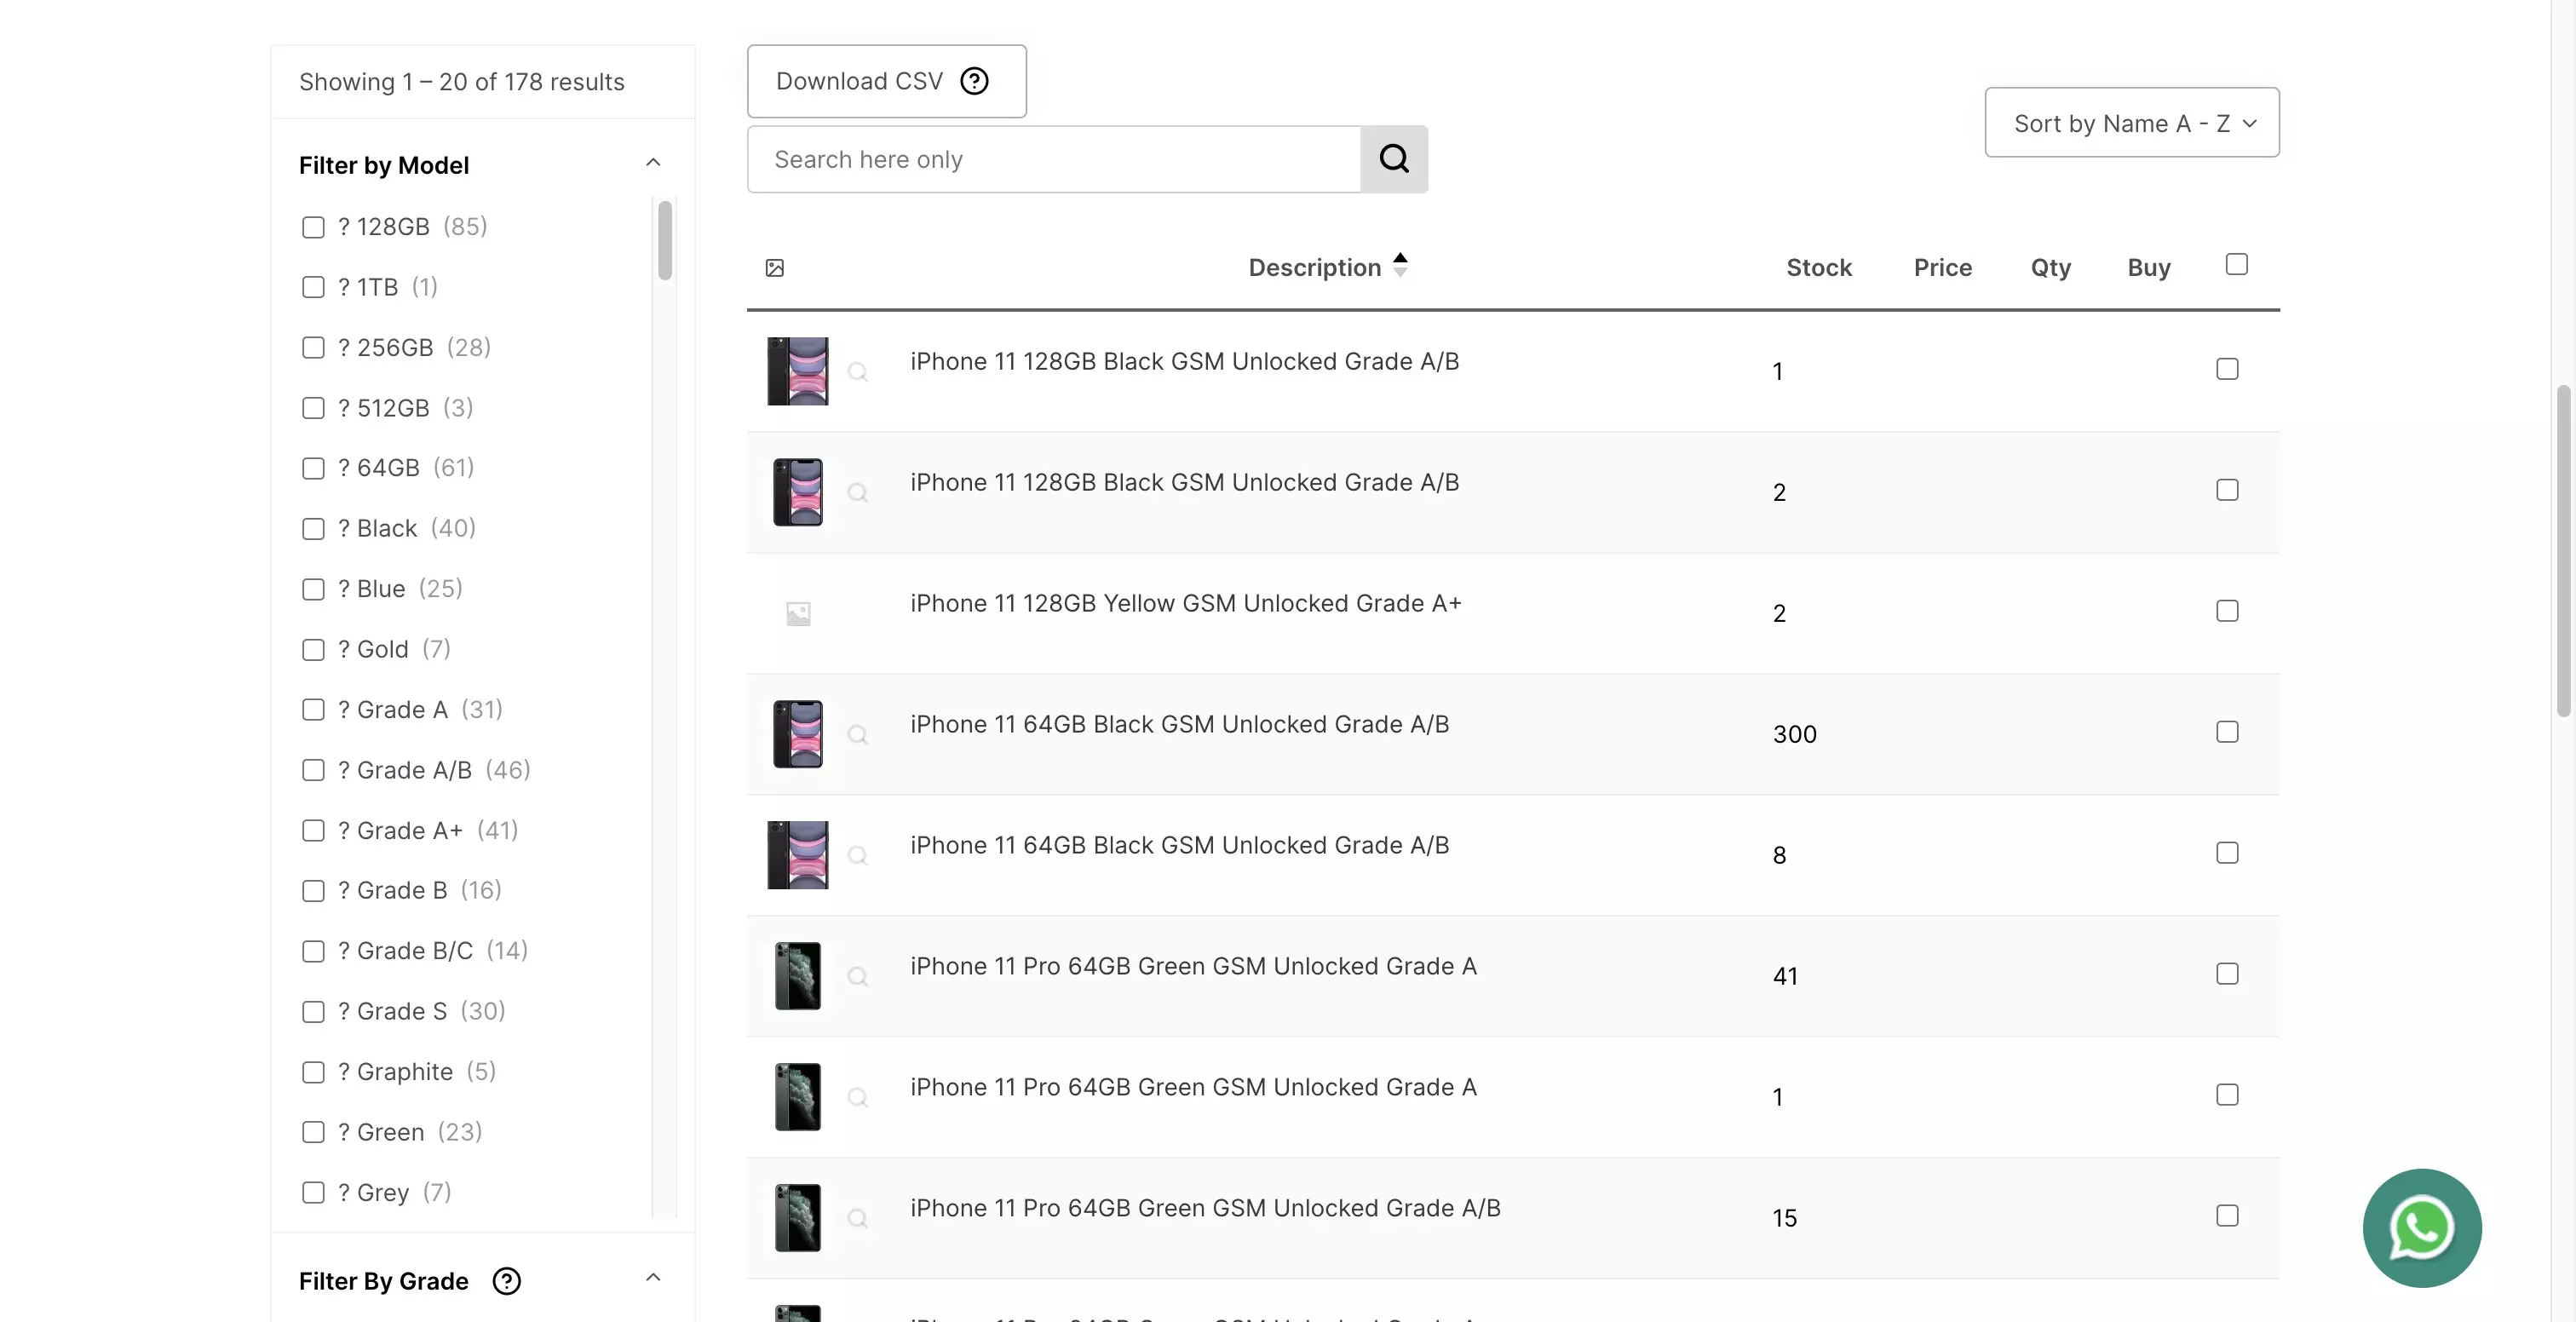 Showing 1 – 20 of 178 results
Filter by Model
? 128GB (85)
? 1TB (1)
? 256GB (28)
? 512GB (3)
? 64GB (61)
? Black (40)
? Blue (25)
? Gold (7)
? Grade A (31)
? Grade A/B (46)
? Grade A+ (41)
? Grade B (16)
? Grade B/C (14)
? Grade S (30)
? Graphite (5)
? Green (23)
? Grey (7)
Filter By Grade ?
Download CSV ?
Search here only
Sort by Name A - Z
Description Stock Price Qty Buy
iPhone 11 128GB Black GSM Unlocked Grade A/B 1
iPhone 11 128GB Black GSM Unlocked Grade A/B 2
iPhone 11 128GB Yellow GSM Unlocked Grade A+ 2
iPhone 11 64GB Black GSM Unlocked Grade A/B 300
iPhone 11 64GB Black GSM Unlocked Grade A/B 8
iPhone 11 Pro 64GB Green GSM Unlocked Grade A 41
iPhone 11 Pro 64GB Green GSM Unlocked Grade A 1
iPhone 11 Pro 64GB Green GSM Unlocked Grade A/B 15